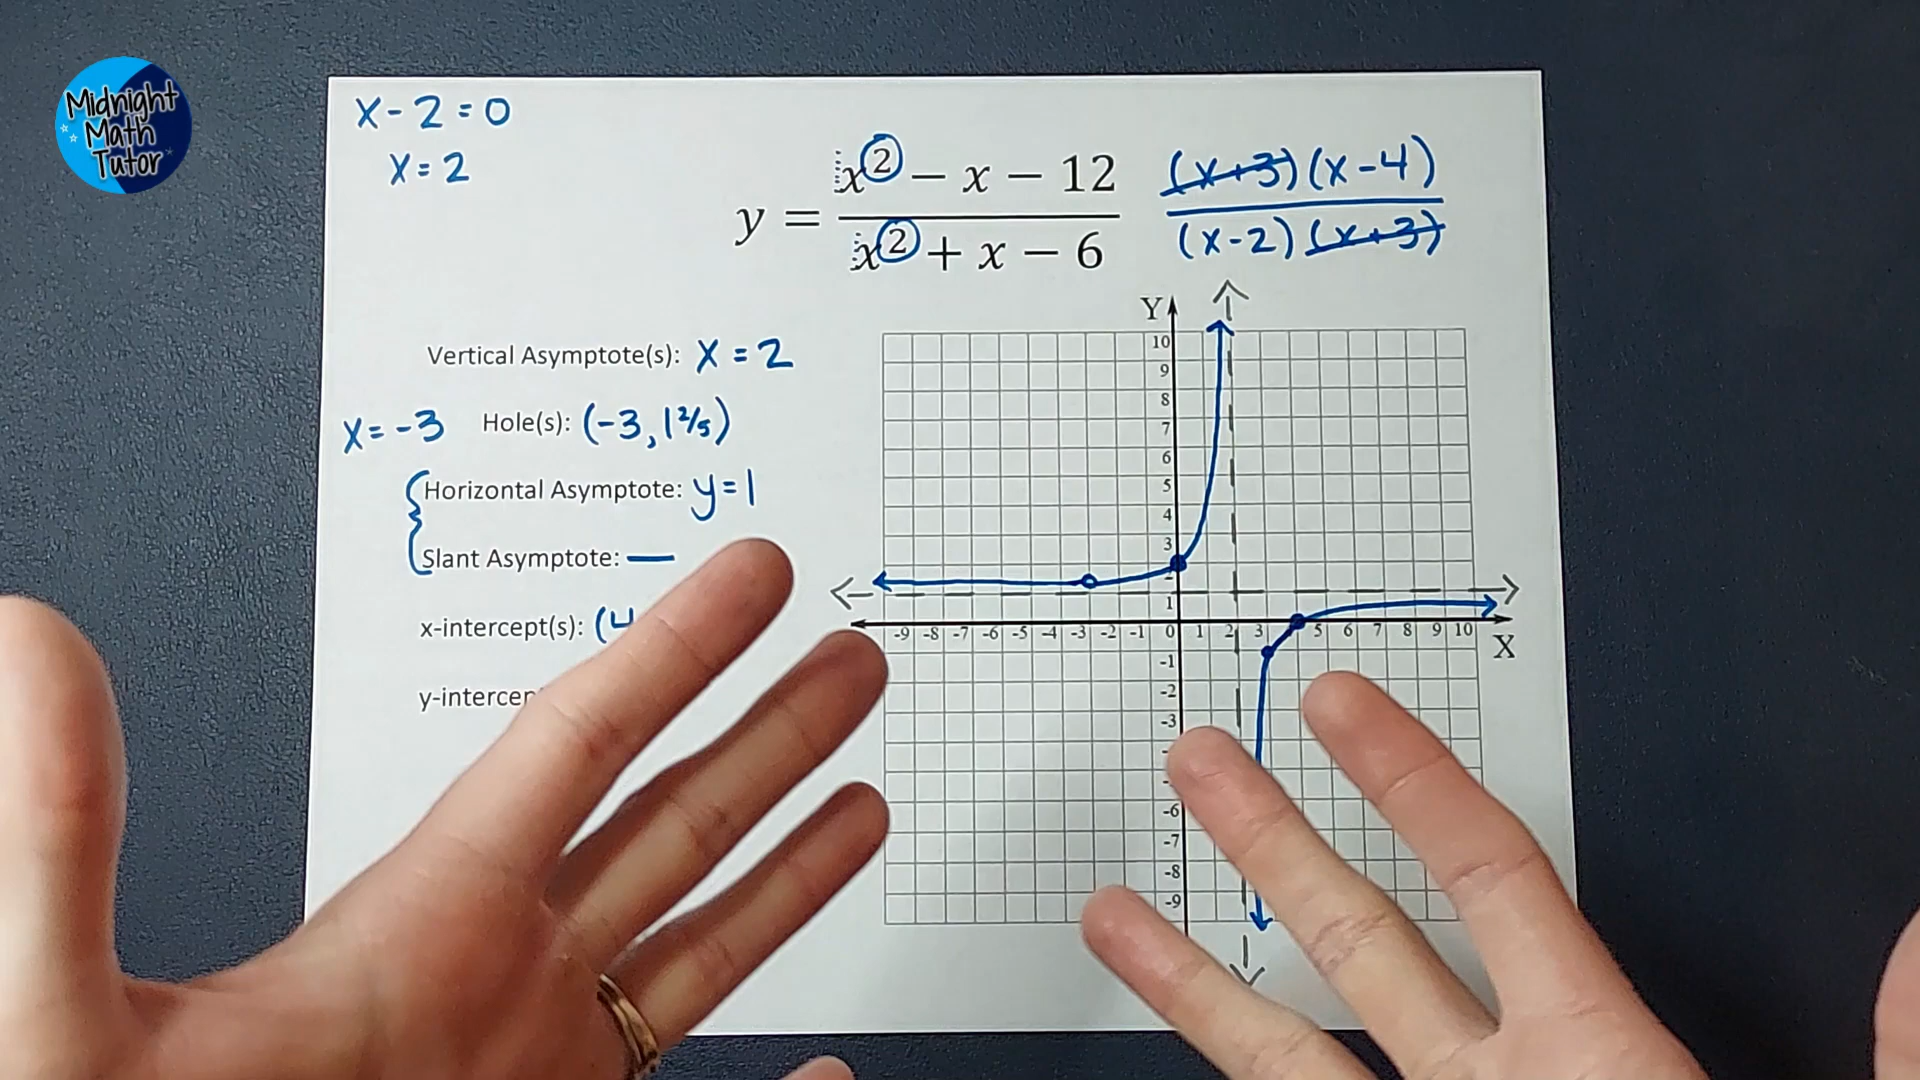 Midnight
Math
Tutor
x - 2 = 0
x = 2
y = (x² − x − 12)/(x² + x − 6) (x+3)(x-4)/(x-2)(x+3)
Vertical Asymptote(s): x = 2
x = -3 Hole(s): (-3, 1 2/5)
Horizontal Asymptote: y = 1
Slant Asymptote: —
x-intercept(s): (4
y-intercep
Y
10
9
8
7
6
5
4
3
1
-9 -8 -7 -6 -5 -4 -3 -2 -1 0 1 2 3 5 6 7 8 9 10 X
-1
-2
-3
-6
-7
-8
-9